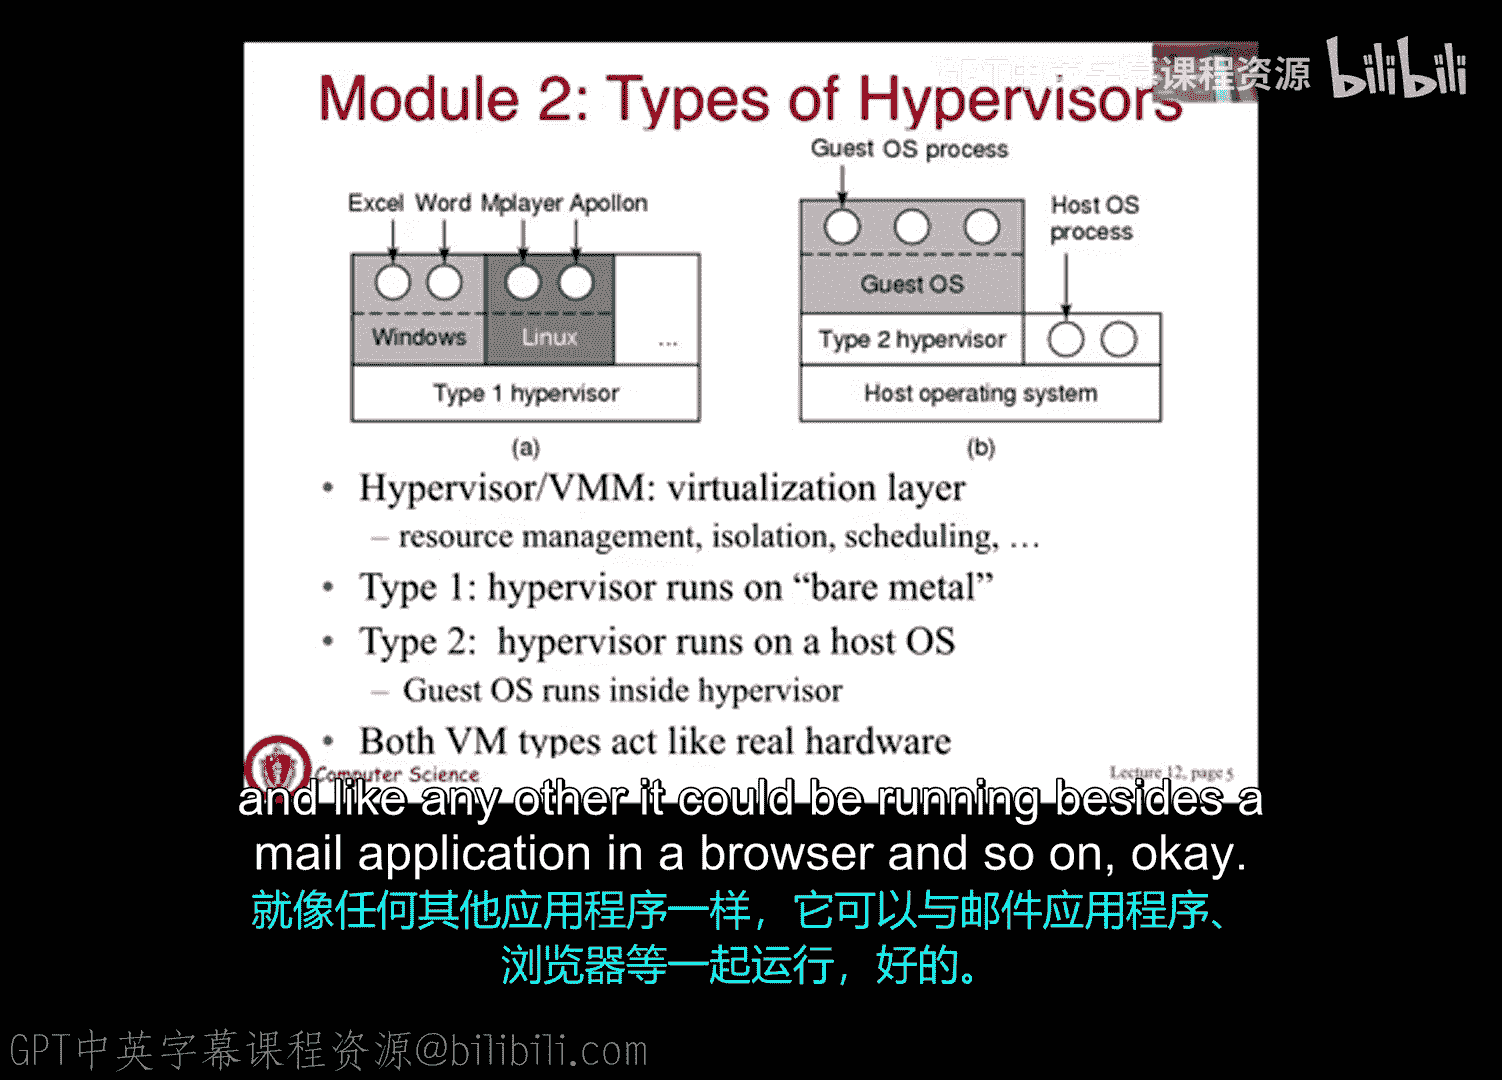 GPT中英字幕课程资源 bilibili
Module 2: Types of Hypervisors
Guest OS process
Excel Word Mplayer Apollon
Host OS
process
Guest OS
Windows Linux ...
Type 2 hypervisor
Type 1 hypervisor
Host operating system
(a) (b)
• Hypervisor/VMM: virtualization layer
– resource management, isolation, scheduling, …
• Type 1: hypervisor runs on “bare metal”
• Type 2: hypervisor runs on a host OS
– Guest OS runs inside hypervisor
• Both VM types act like real hardware
Computer Science
Lecture 12, page 5
and like any other it could be running besides a
mail application in a browser and so on, okay.
就像任何其他应用程序一样，它可以与邮件应用程序、
浏览器等一起运行，好的。
GPT中英字幕课程资源@bilibili.com